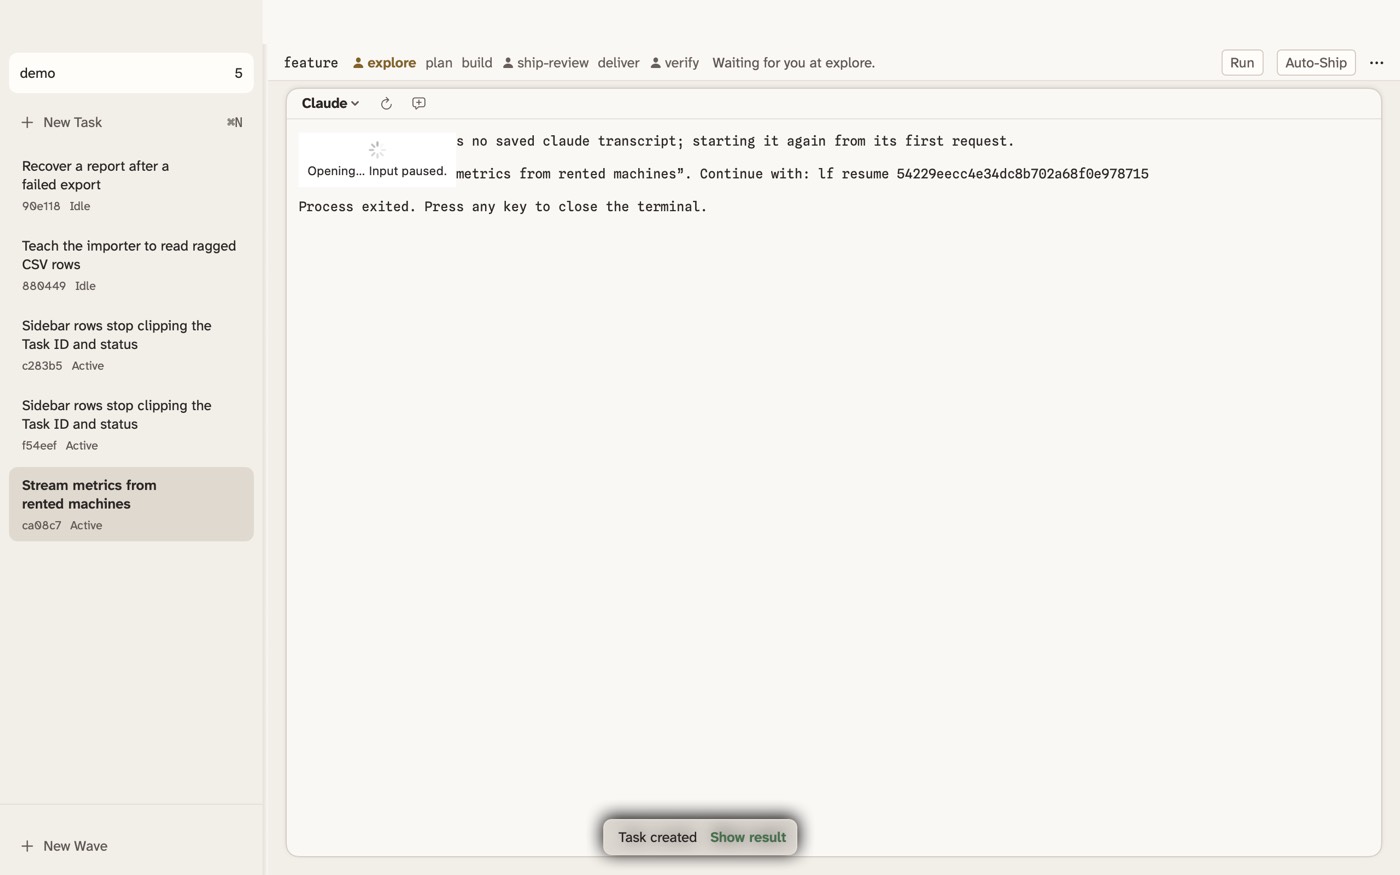 demo 5
New Task ⌘N
Recover a report after a
failed export
90e118 Idle
Teach the importer to read ragged
CSV rows
880449 Idle
Sidebar rows stop clipping the
Task ID and status
c283b5 Active
Sidebar rows stop clipping the
Task ID and status
f54eef Active
Stream metrics from
rented machines
ca08c7 Active
New Wave
feature explore plan build ship-review deliver verify Waiting for you at explore. Run Auto-Ship
Claude
s no saved claude transcript; starting it again from its first request.
Opening... Input paused.
metrics from rented machines”. Continue with: lf resume 54229eecc4e34dc8b702a68f0e978715
Process exited. Press any key to close the terminal.
Task created Show result